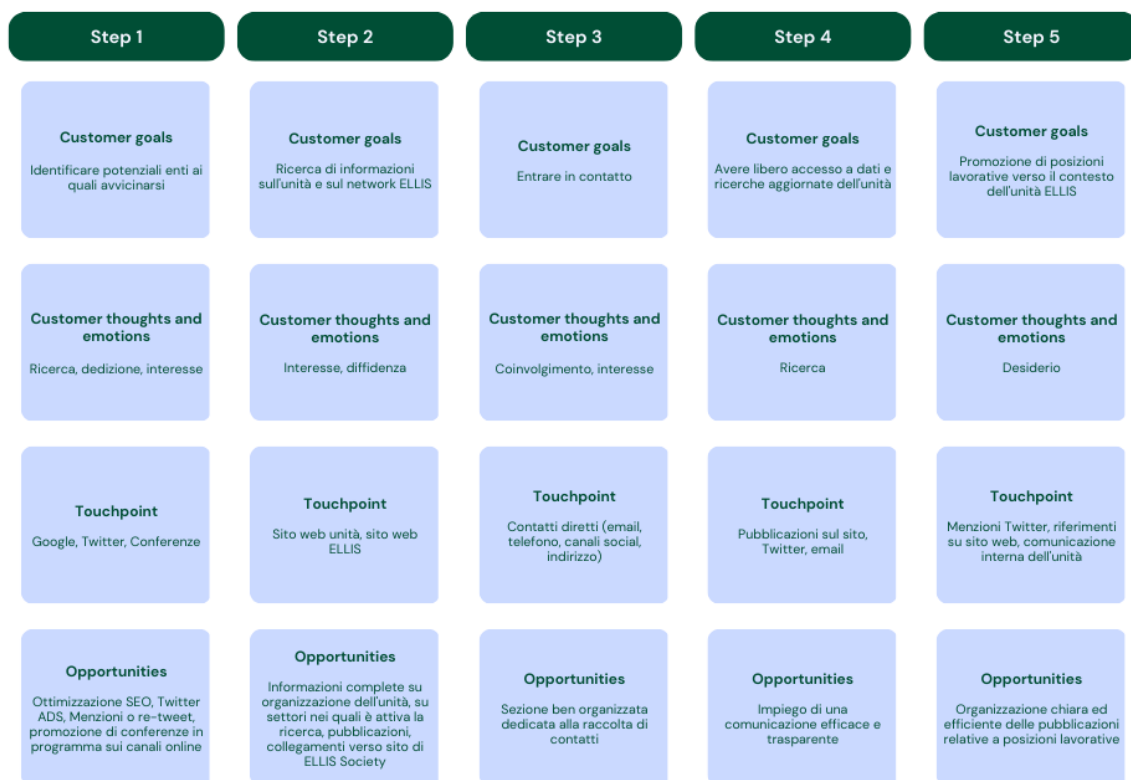 Step 1
Step 2
Step 3
Step 4
Step 5
Customer goals
Identificare potenziali enti ai
quali avvicinarsi
Customer goals
Ricerca di informazioni
sull'unità e sul network ELLIS
Customer goals
Entrare in contatto
Customer goals
Avere libero accesso a dati e
ricerche aggiornate dell'unità
Customer goals
Promozione di posizioni
lavorative verso il contesto
dell'unità ELLIS
Customer thoughts and
emotions
Ricerca, dedizione, interesse
Customer thoughts and
emotions
Interesse, diffidenza
Customer thoughts and
emotions
Coinvolgimento, interesse
Customer thoughts and
emotions
Ricerca
Customer thoughts and
emotions
Desiderio
Touchpoint
Google, Twitter, Conferenze
Touchpoint
Sito web unità, sito web
ELLIS
Touchpoint
Contatti diretti (email,
telefono, canali social,
indirizzo)
Touchpoint
Pubblicazioni sul sito,
Twitter, email
Touchpoint
Menzioni Twitter, riferimenti
su sito web, comunicazione
interna dell'unità
Opportunities
Ottimizzazione SEO, Twitter
ADS, Menzioni o re-tweet,
promozione di conferenze in
programma sui canali online
Opportunities
Informazioni complete su
organizzazione dell'unità, su
settori nei quali è attiva la
ricerca, pubblicazioni,
collegamenti verso sito di
ELLIS Society
Opportunities
Sezione ben organizzata
dedicata alla raccolta di
contatti
Opportunities
Impiego di una
comunicazione efficace e
trasparente
Opportunities
Organizzazione chiara ed
efficiente delle pubblicazioni
relative a posizioni lavorative